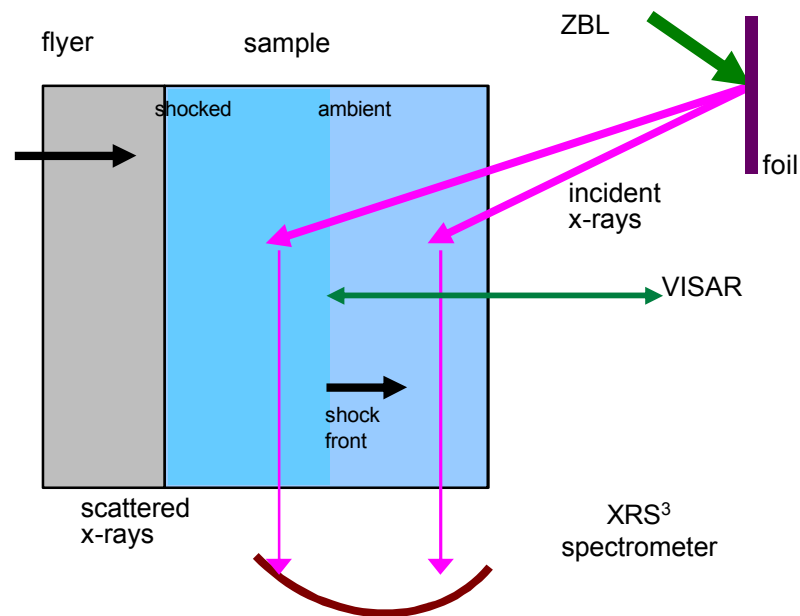 flyer
sample
ZBL
shocked
ambient
foil
incident
x-rays
VISAR
shock
front
scattered
x-rays
XRS³
spectrometer